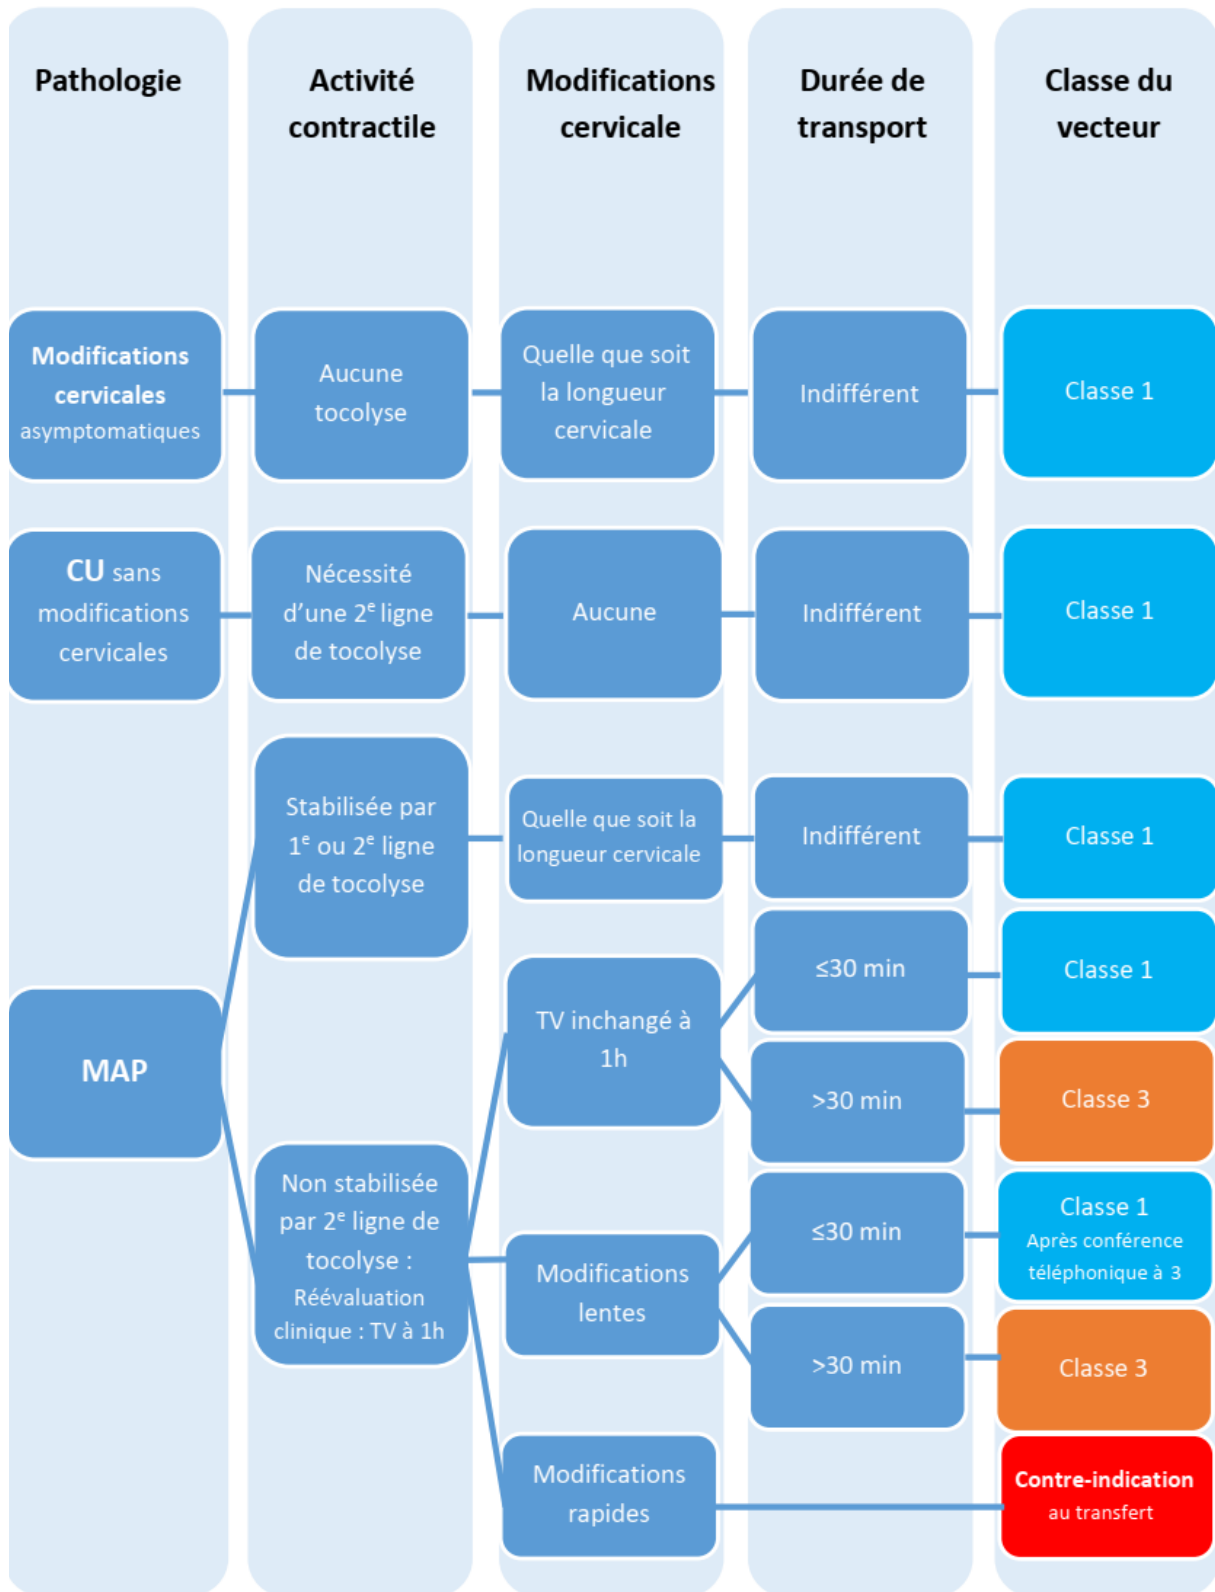 Pathologie
Activité
contractile
Modifications
cervicale
Durée de
transport
Classe du
vecteur
Modifications
cervicales
asymptomatiques
Aucune
tocolyse
Quelle que soit
la longueur
cervicale
Indifférent
Classe 1
CU sans
modifications
cervicales
Nécessité
d'une 2e ligne
de tocolyse
Aucune
Indifférent
Classe 1
MAP
Stabilisée par
1e ou 2e ligne
de tocolyse
Quelle que soit la
longueur cervicale
Indifférent
Classe 1
Non stabilisée
par 2e ligne de
tocolyse :
Réévaluation
clinique : TV à 1h
TV inchangé à
1h
≤30 min
Classe 1
>30 min
Classe 3
Modifications
lentes
≤30 min
Classe 1
Après conférence
téléphonique à 3
>30 min
Classe 3
Modifications
rapides
Contre-indication
au transfert